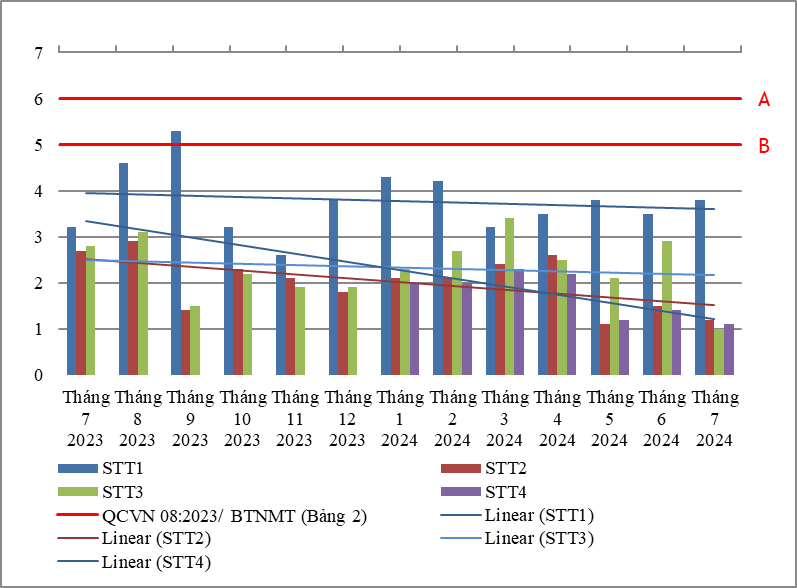 7
6
A
5
B
4
3
2
1
0
Tháng Tháng Tháng Tháng Tháng Tháng Tháng Tháng Tháng Tháng Tháng Tháng Tháng
7 8 9 10 11 12 1 2 3 4 5 6 7
2023 2023 2023 2023 2023 2023 2024 2024 2024 2024 2024 2024 2024
STT1 STT2
STT3 STT4
QCVN 08:2023/ BTNMT (Bảng 2) Linear (STT1)
Linear (STT2) Linear (STT3)
Linear (STT4)